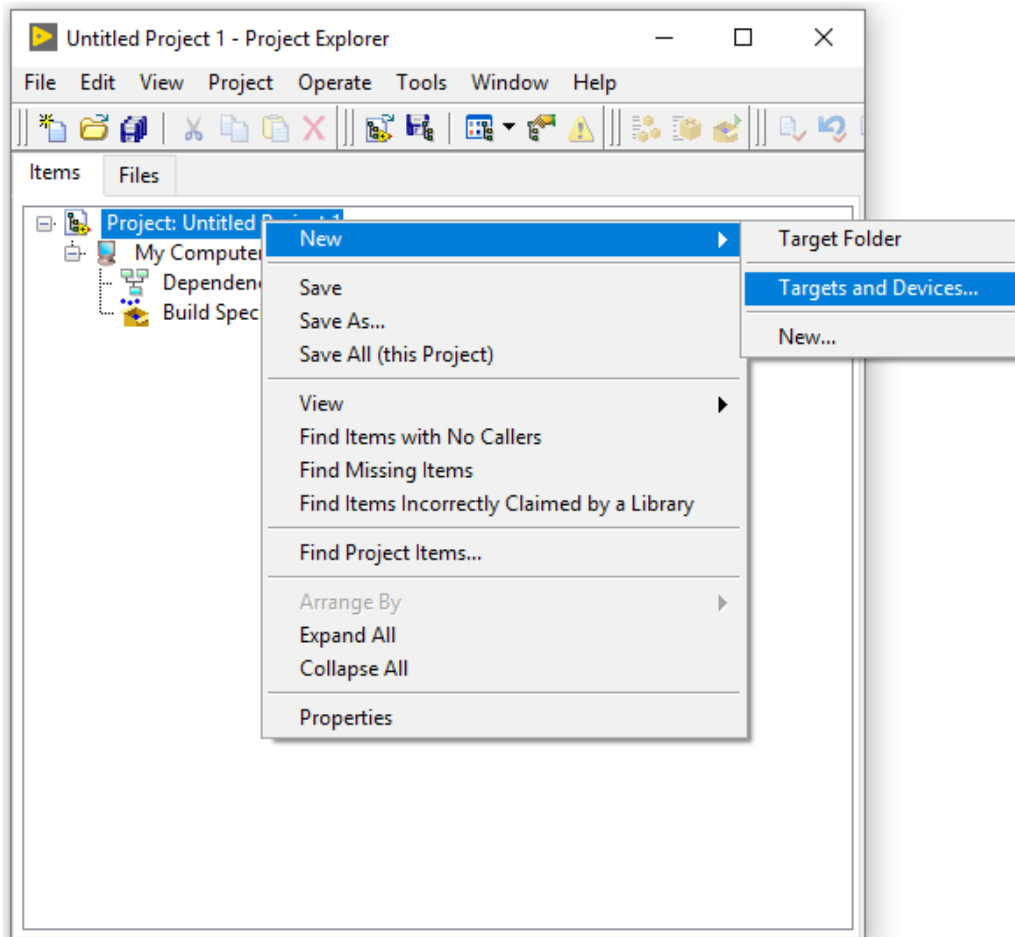 Untitled Project 1 - Project Explorer
File Edit View Project Operate Tools Window Help
Items Files
Project: Untitled
My Computer
New
Save
Save As...
Save All (this Project)
View
Find Items with No Callers
Find Missing Items
Find Items Incorrectly Claimed by a Library
Find Project Items...
Arrange By
Expand All
Collapse All
Properties
Target Folder
Targets and Devices...
New...